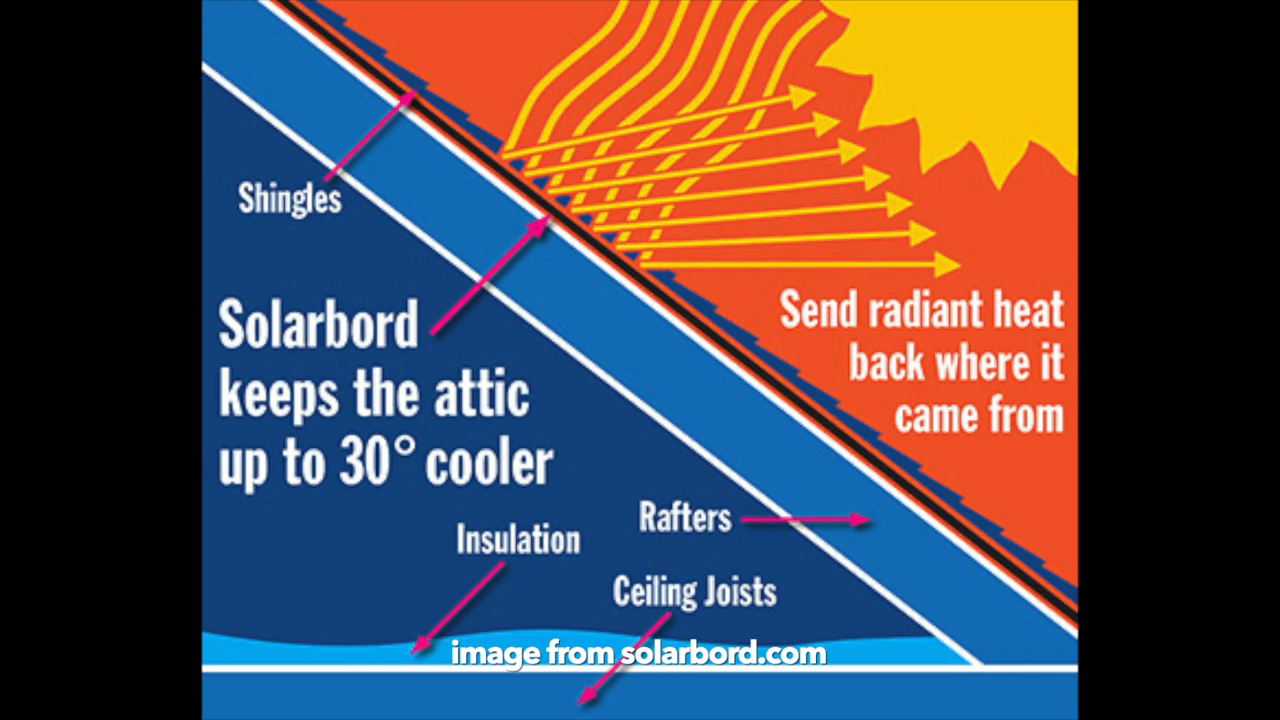 Shingles
Solarbord
keeps the attic
up to 30° cooler
Send radiant heat
back where it
came from
Rafters
Insulation
Ceiling Joists
image from solarbord.com